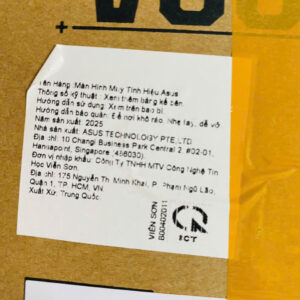 Tên Hàng :Màn Hình Máy Tính Hiệu Asus
Thông số kỹ thuật : Xem thêm bảng kê bên.
Hướng dẫn sử dụng: Xem trên bao bì
Hướng dẫn bảo quản: Để nơi khô ráo, Nhẹ tay, dễ vỡ
Năm sản xuất: 2025
Nhà sản xuất: ASUS TECHNOLOGY PTE.LTD.
Địa chỉ: 10 Changi Business Park Central 2, #02-01,
Hansapoint, Singapore (486030).
Đơn vị nhập khẩu: Công Ty TNHH MTV Công Nghệ Tin
Học Viễn Sơn.
Địa chỉ: 175 Nguyễn Thị Minh Khai, P. Phạm Ngũ Lão,
Quận 1, TP. HCM, VN.
Xuất Xứ: Trung Quốc.
VIỄN SƠN
B00402011
ICT